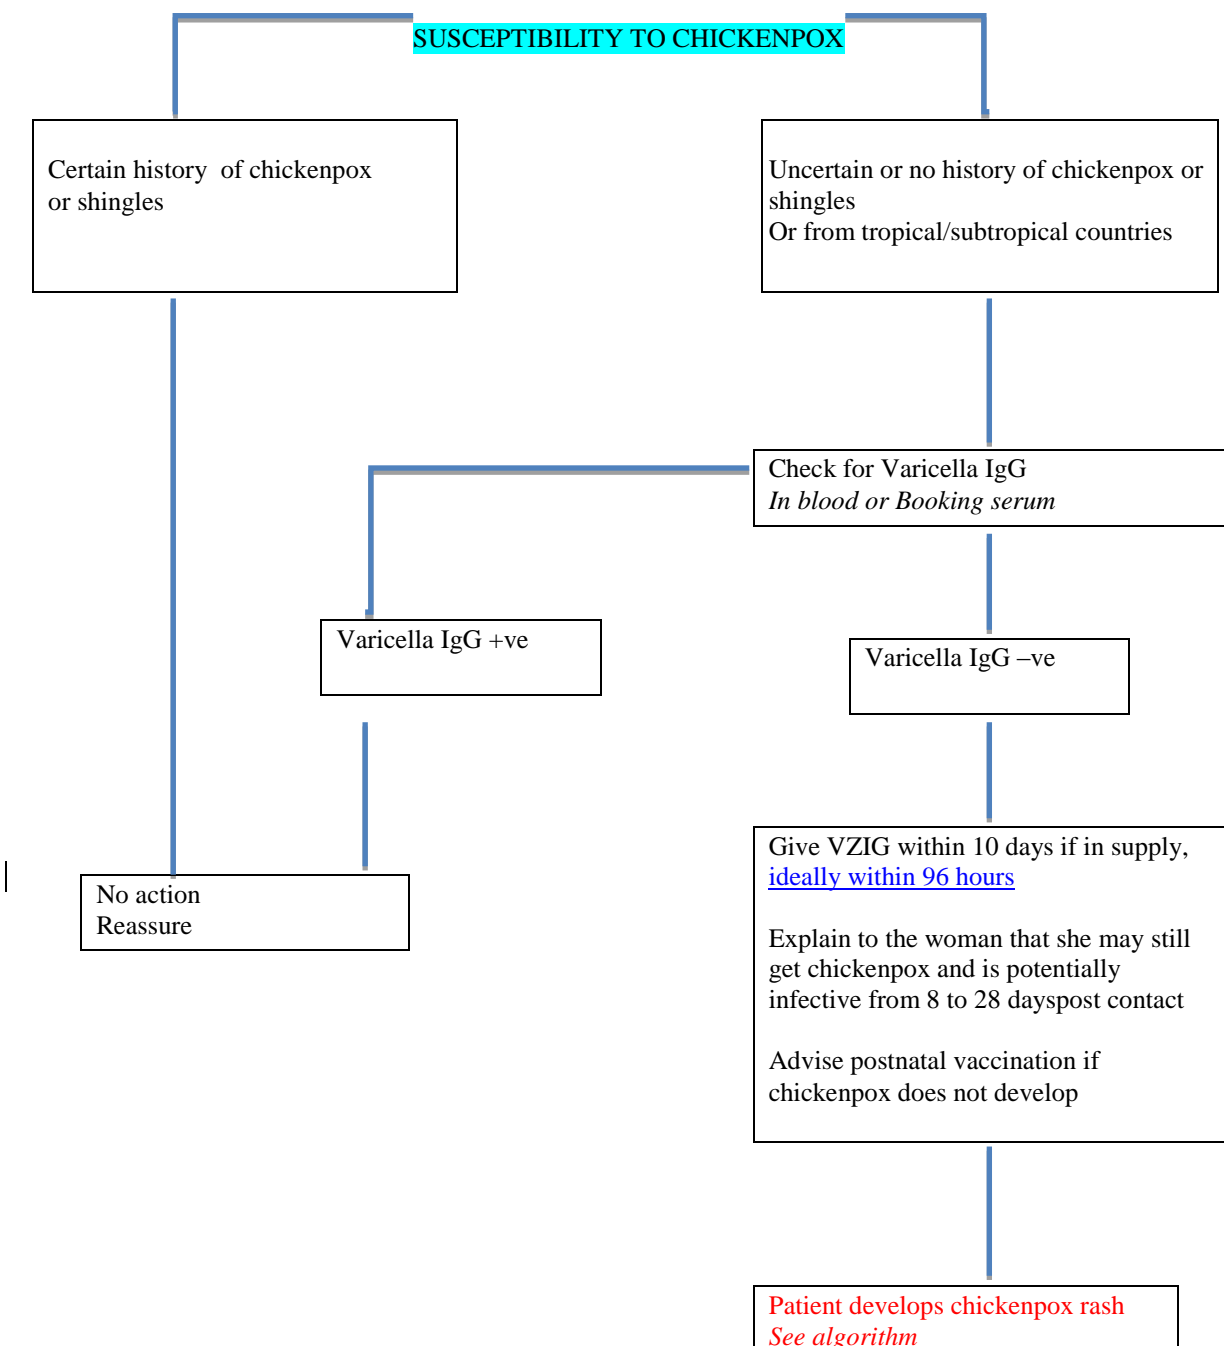 SUSCEPTIBILITY TO CHICKENPOX
Certain history of chickenpox
or shingles
Uncertain or no history of chickenpox or
shingles
Or from tropical/subtropical countries
Check for Varicella IgG
In blood or Booking serum
Varicella IgG +ve
Varicella IgG –ve
No action
Reassure
Give VZIG within 10 days if in supply,
ideally within 96 hours
Explain to the woman that she may still
get chickenpox and is potentially
infective from 8 to 28 dayspost contact
Advise postnatal vaccination if
chickenpox does not develop
Patient develops chickenpox rash
See algorithm